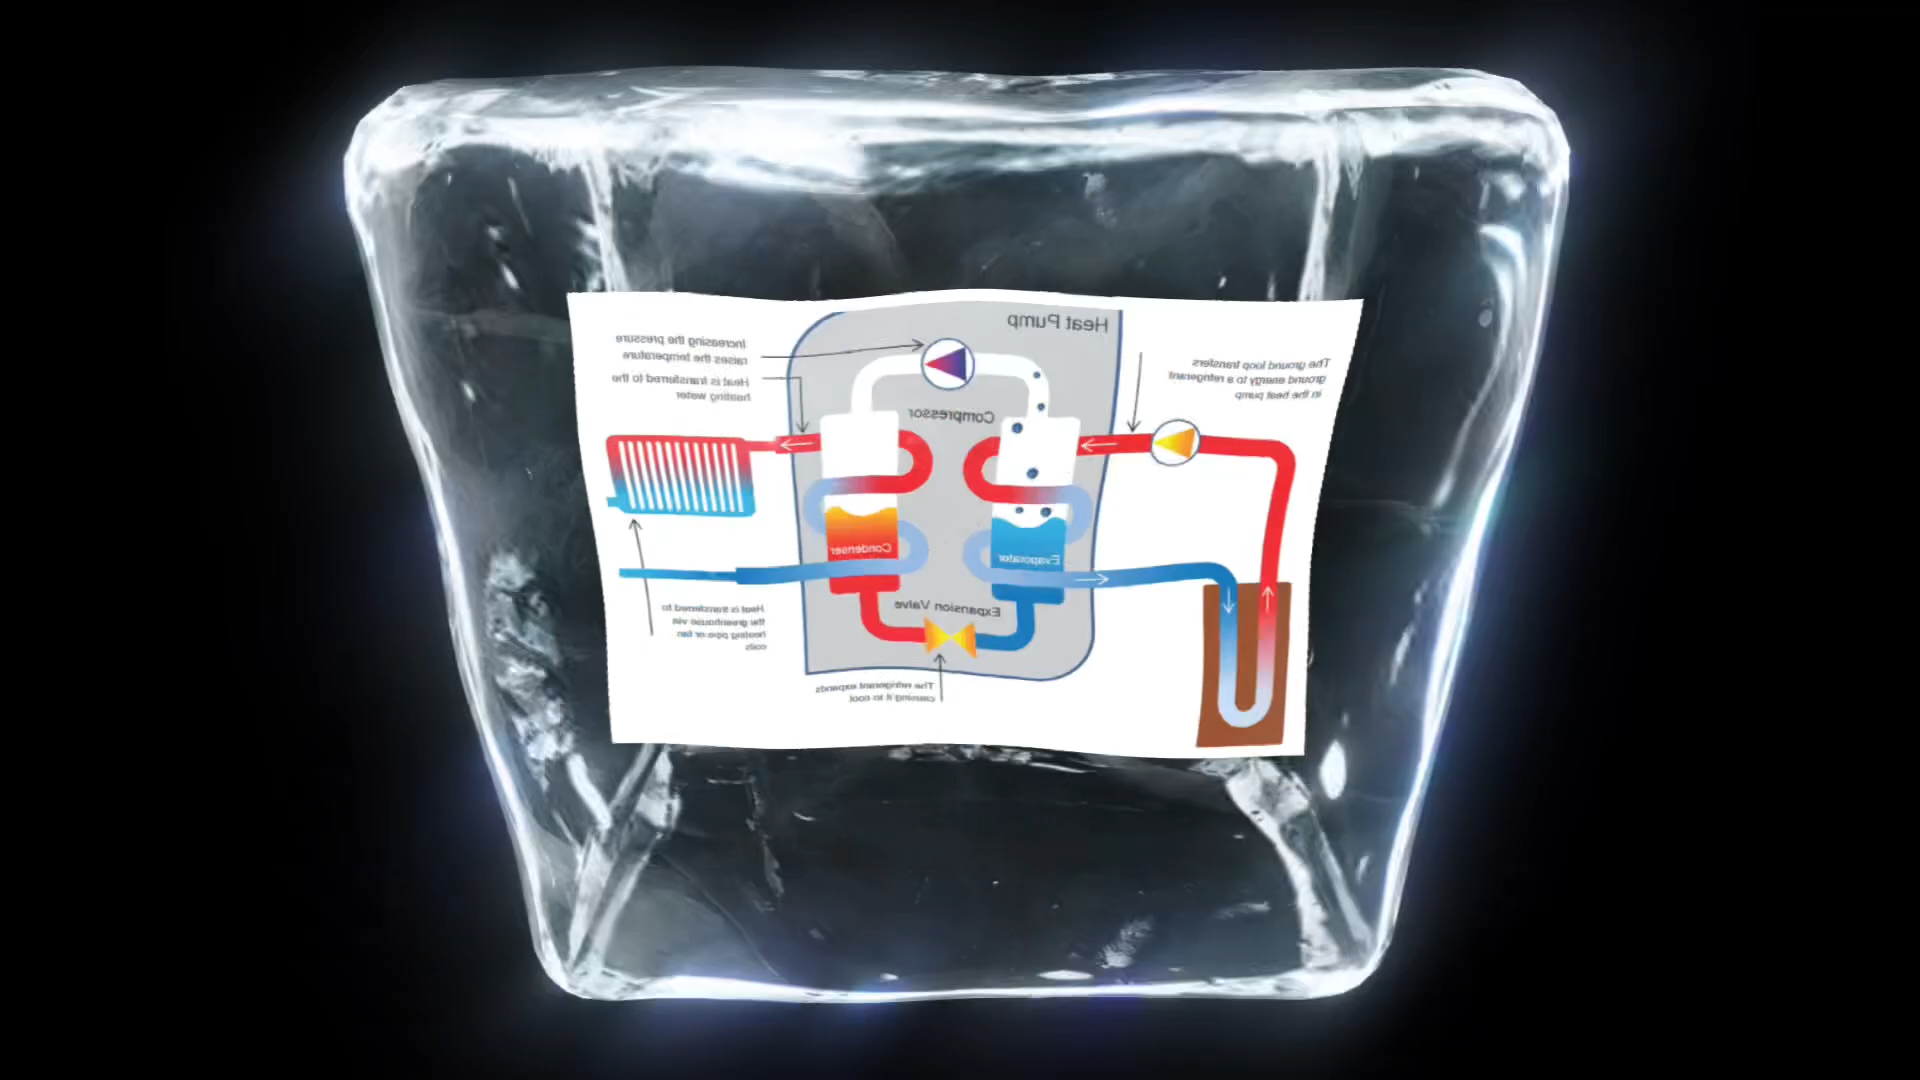 Heat Pump
Increasing the pressure
raises the temperature
Heat is transferred to the
heating water
The ground loop transfers
ground energy to a refrigerant
in the heat pump
Compressor
Condenser
Evaporator
Expansion Valve
Heat is transferred to
the greenhouse via
heating pipe or fan
coils
The refrigerant expands
causing it to cool